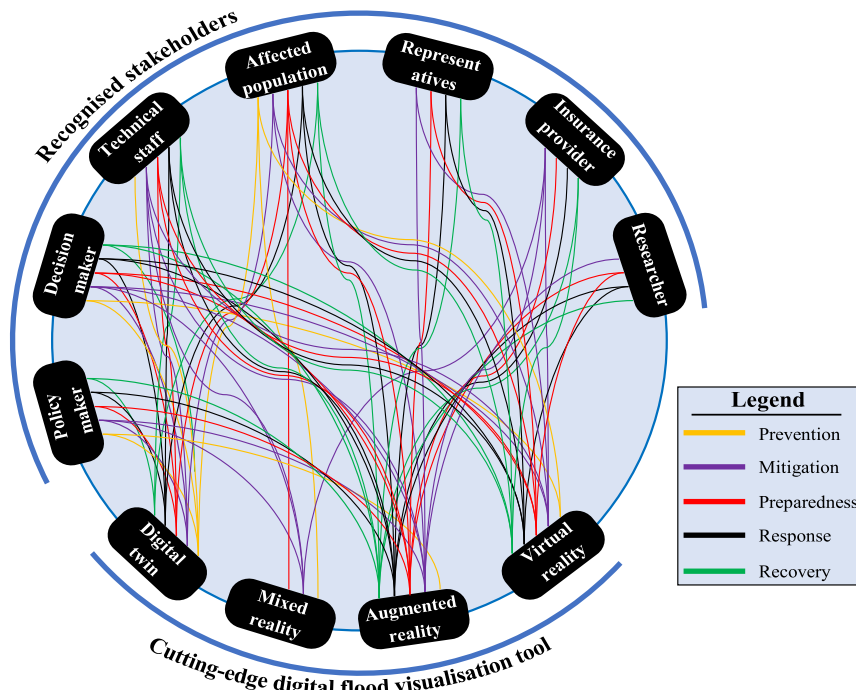 Recognised stakeholders
Affected
population
Represent
atives
Technical
staff
Insurance
provider
Decision
maker
Researcher
Policy
maker
Digital
twin
Mixed
reality
Augmented
reality
Virtual
reality
Cutting-edge digital flood visualisation tool
Legend
Prevention
Mitigation
Preparedness
Response
Recovery